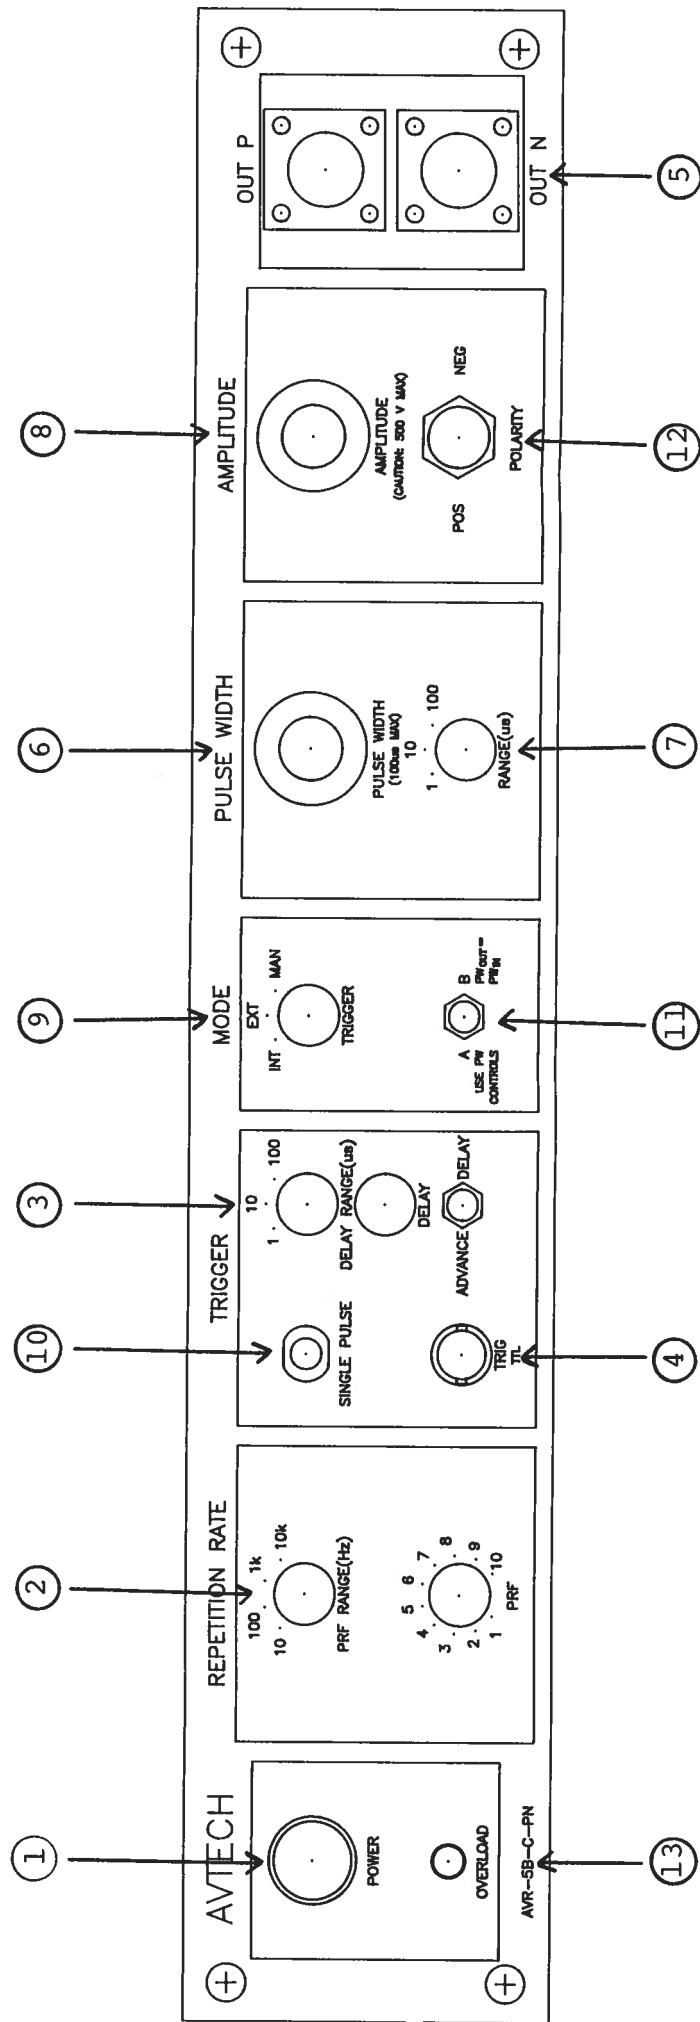 1
2
10
3
9
6
8
AVTECH
POWER
OVERLOAD
AVR-5B-C-PN
13
REPETITION RATE
10
100
1k
10k
PRF RANGE(Hz)
1
2
3
4
5
6
7
8
9
10
PRF
TRIGGER
SINGLE PULSE
TRIG
TTL
4
1
10
100
DELAY RANGE(us)
DELAY
ADVANCE
DELAY
MODE
INT
EXT
MAN
TRIGGER
A
USE PW
CONTROLS
B
PWOUT=
PWIN
11
PULSE WIDTH
PULSE WIDTH
(100us MAX)
1
10
100
RANGE(us)
7
AMPLITUDE
AMPLITUDE
(CAUTION: 500 V MAX)
POS
NEG
POLARITY
12
OUT P
OUT N
5